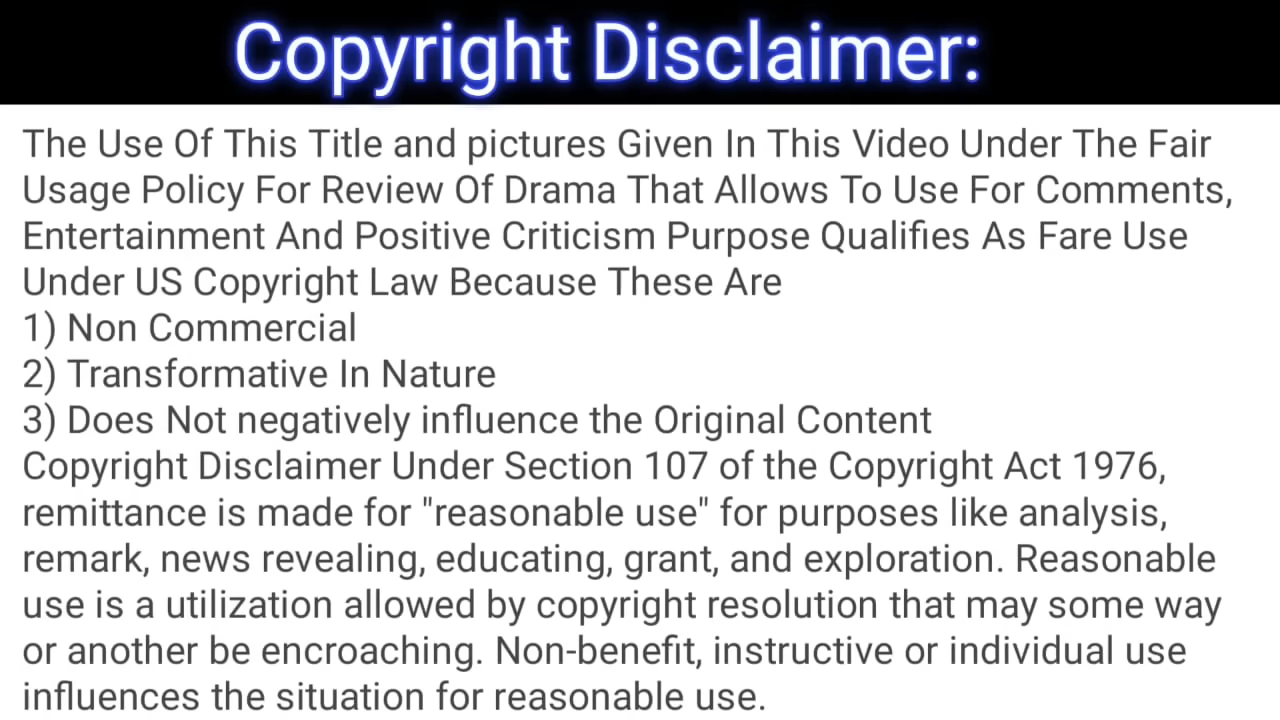 Copyright Disclaimer:
The Use Of This Title and pictures Given In This Video Under The Fair
Usage Policy For Review Of Drama That Allows To Use For Comments,
Entertainment And Positive Criticism Purpose Qualifies As Fare Use
Under US Copyright Law Because These Are
1) Non Commercial
2) Transformative In Nature
3) Does Not negatively influence the Original Content
Copyright Disclaimer Under Section 107 of the Copyright Act 1976,
remittance is made for "reasonable use" for purposes like analysis,
remark, news revealing, educating, grant, and exploration. Reasonable
use is a utilization allowed by copyright resolution that may some way
or another be encroaching. Non-benefit, instructive or individual use
influences the situation for reasonable use.